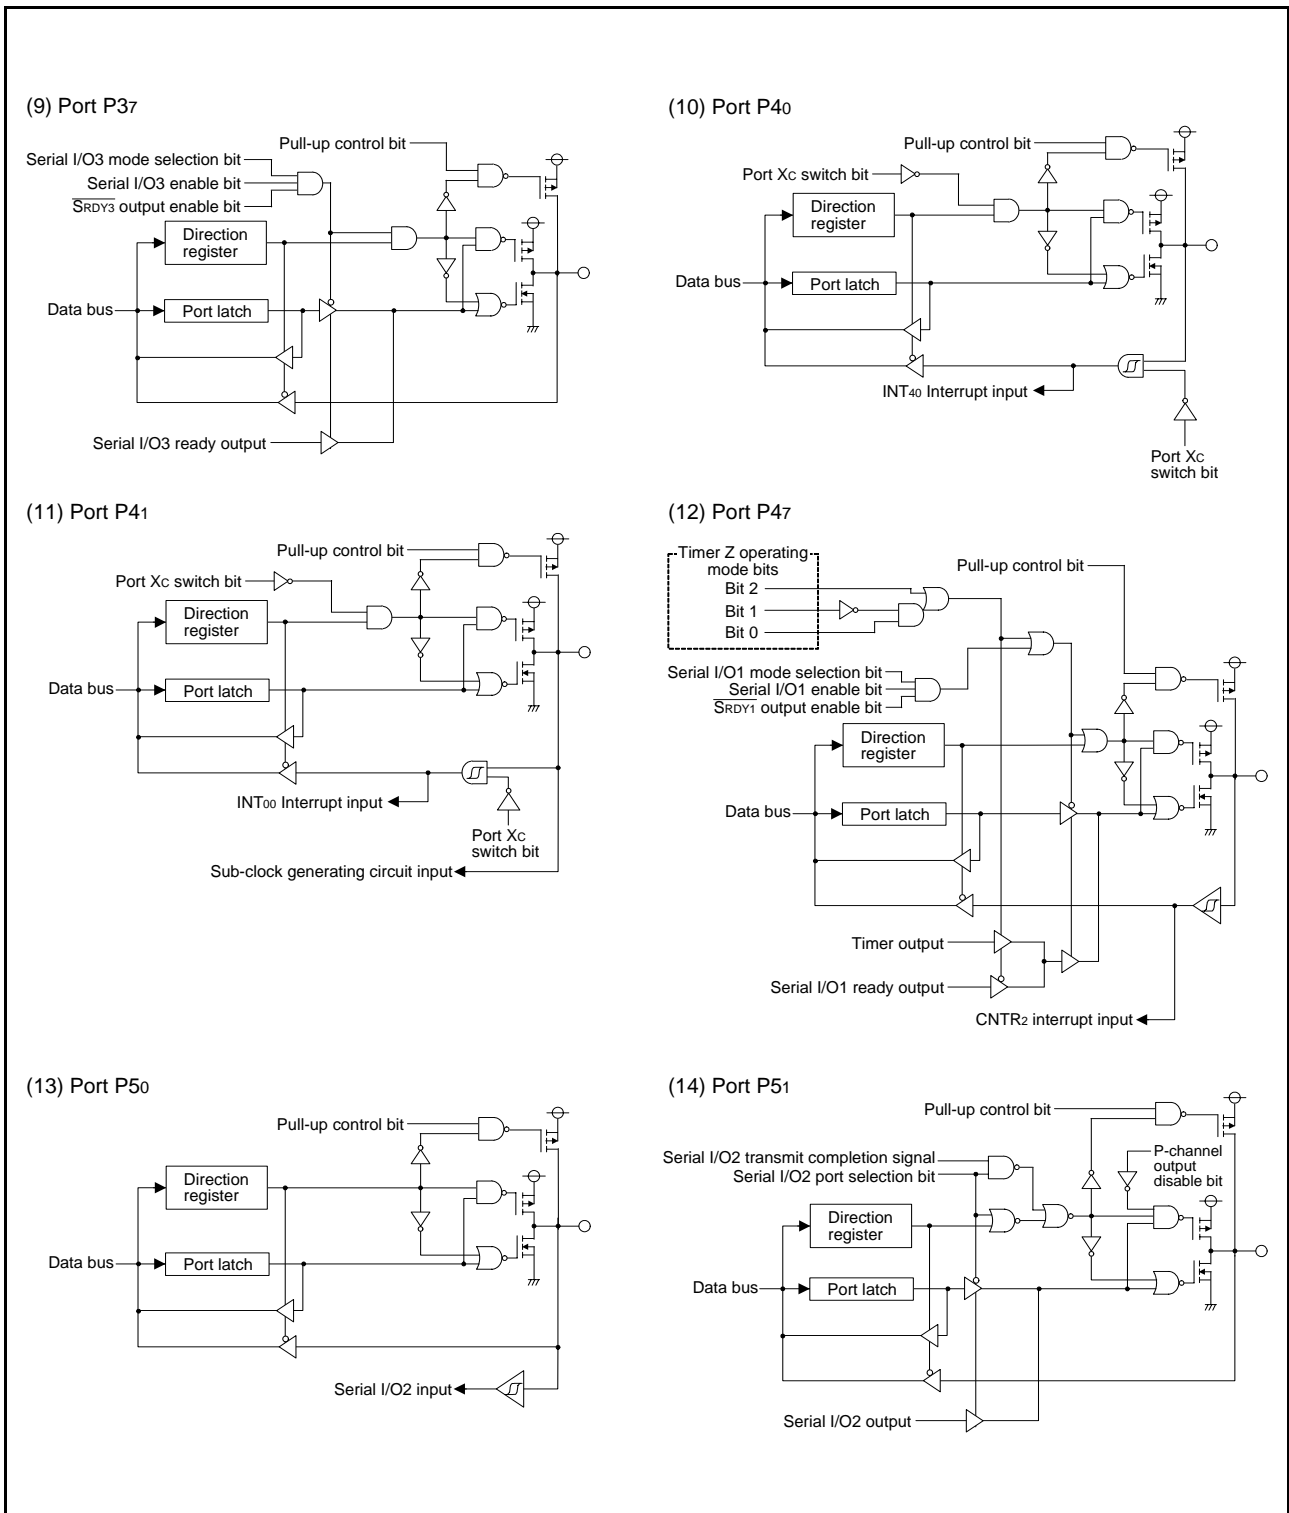 (9) Port P37
Pull-up control bit
Serial I/O3 mode selection bit
Serial I/O3 enable bit
SRDY3 output enable bit
Direction
register
Data bus
Port latch
Serial I/O3 ready output
(10) Port P40
Pull-up control bit
Port XC switch bit
Direction
register
Data bus
Port latch
INT40 Interrupt input
Port XC
switch bit
(11) Port P41
Pull-up control bit
Port XC switch bit
Direction
register
Data bus
Port latch
INT00 Interrupt input
Port XC
switch bit
Sub-clock generating circuit input
(12) Port P47
Timer Z operating
mode bits
Bit 2
Bit 1
Bit 0
Pull-up control bit
Serial I/O1 mode selection bit
Serial I/O1 enable bit
SRDY1 output enable bit
Direction
register
Data bus
Port latch
Timer output
Serial I/O1 ready output
CNTR2 interrupt input
(13) Port P50
Pull-up control bit
Direction
register
Data bus
Port latch
Serial I/O2 input
(14) Port P51
Pull-up control bit
Serial I/O2 transmit completion signal
Serial I/O2 port selection bit
P-channel
output
disable bit
Direction
register
Data bus
Port latch
Serial I/O2 output